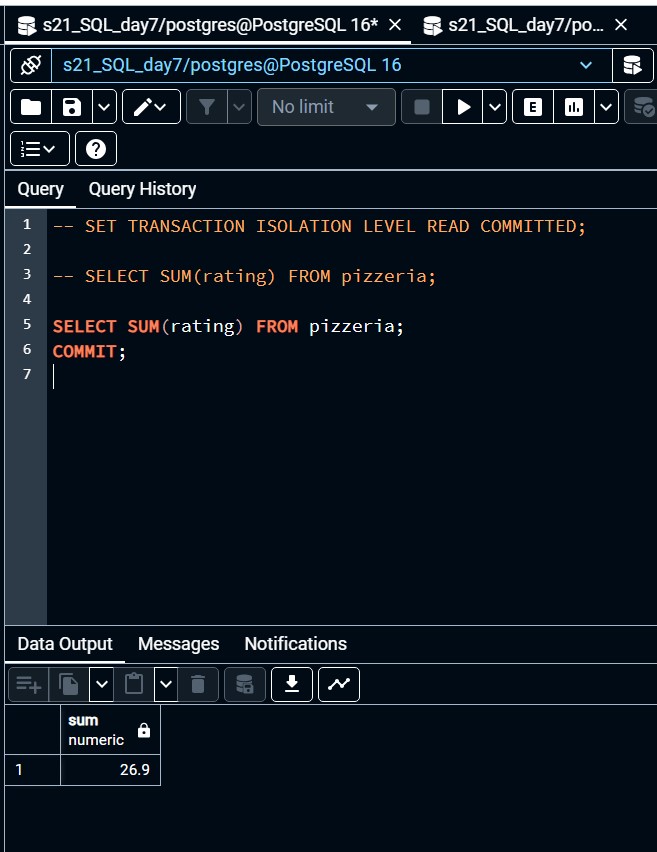 s21_SQL_day7/postgres@PostgreSQL 16* s21_SQL_day7/po...
s21_SQL_day7/postgres@PostgreSQL 16
No limit
E
Query Query History
1 -- SET TRANSACTION ISOLATION LEVEL READ COMMITTED;
2
3 -- SELECT SUM(rating) FROM pizzeria;
4
5 SELECT SUM(rating) FROM pizzeria;
6 COMMIT;
7
Data Output Messages Notifications
sum
numeric
1 26.9